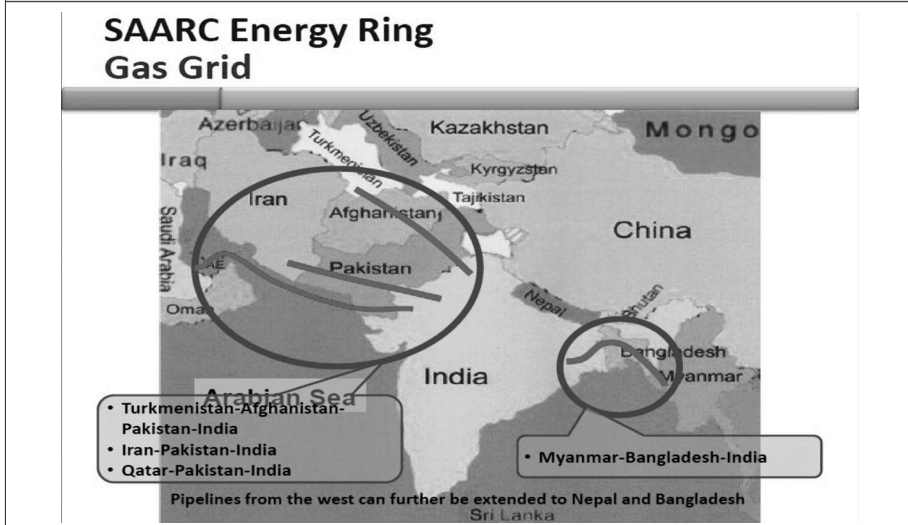 SAARC Energy Ring
Gas Grid
Azerbaijan
Uzbekistan
Kazakhstan
Mongo
Turkmenistan
Iraq
Kyrgyzstan
Iran
Tajikistan
Afghanistan
Saudi Arabia
China
Pakistan
AE
Nepal
Bhutan
Oman
Bangladesh
India
Myanmar
Arabian Sea
• Turkmenistan-Afghanistan-
Pakistan-India
• Iran-Pakistan-India
• Qatar-Pakistan-India
• Myanmar-Bangladesh-India
Pipelines from the west can further be extended to Nepal and Bangladesh
Sri Lanka